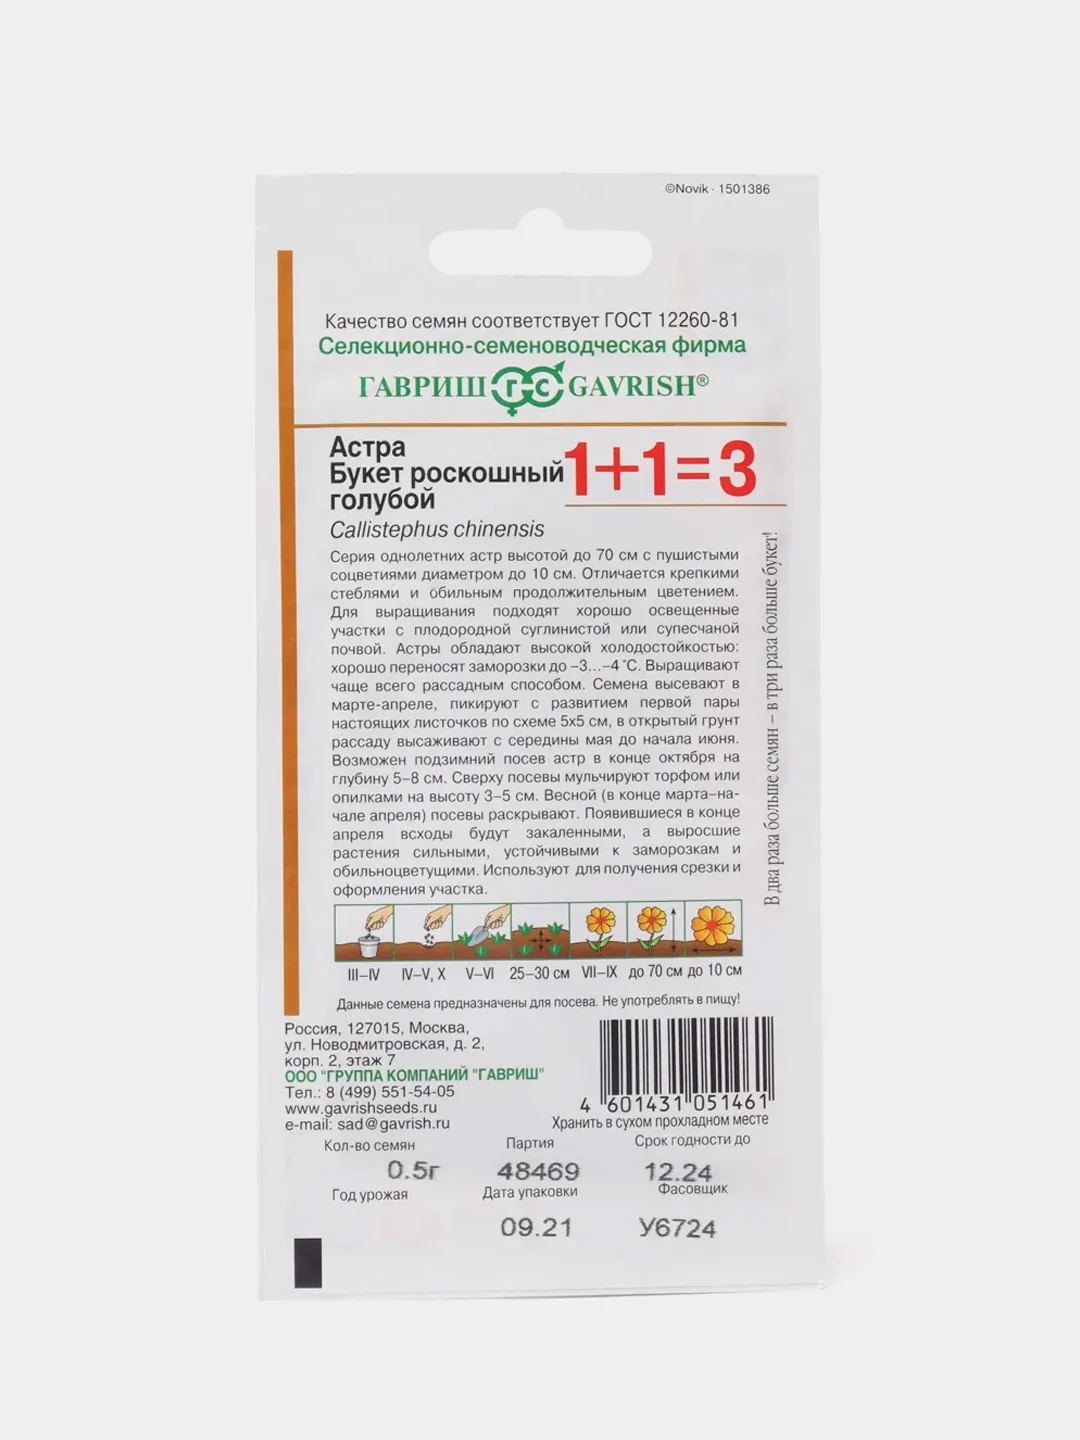 ©Novik · 1501386
Качество семян соответствует ГОСТ 12260-81
Селекционно-семеноводческая фирма
ГАВРИШ ГС GAVRISH®
Астра
Букет роскошный
голубой
1+1=3
Callistephus chinensis
Серия однолетних астр высотой до 70 см с пушистыми
соцветиями диаметром до 10 см. Отличается крепкими
стеблями и обильным продолжительным цветением.
Для выращивания подходят хорошо освещенные
участки с плодородной суглинистой или супесчаной
почвой. Астры обладают высокой холодостойкостью:
хорошо переносят заморозки до –3...–4 °С. Выращивают
чаще всего рассадным способом. Семена высевают в
марте-апреле, пикируют с развитием первой пары
настоящих листочков по схеме 5x5 см, в открытый грунт
рассаду высаживают с середины мая до начала июня.
Возможен подзимний посев астр в конце октября на
глубину 5–8 см. Сверху посевы мульчируют торфом или
опилками на высоту 3–5 см. Весной (в конце марта–на-
чале апреля) посевы раскрывают. Появившиеся в конце
апреля всходы будут закаленными, а выросшие
растения сильными, устойчивыми к заморозкам и
обильноцветущими. Используют для получения срезки и
оформления участка.
В два раза больше семян – в три раза больше букет!
III–IV IV–V, X V–VI 25–30 см VII–IX до 70 см до 10 см
Данные семена предназначены для посева. Не употреблять в пищу!
Россия, 127015, Москва,
ул. Новодмитровская, д. 2,
корп. 2, этаж 7
ООО "ГРУППА КОМПАНИЙ "ГАВРИШ"
Тел.: 8 (499) 551-54-05
www.gavrishseeds.ru
e-mail: sad@gavrish.ru
4 601431 051461
Хранить в сухом прохладном месте
Кол-во семян Партия Срок годности до
0.5г 48469 12.24
Год урожая Дата упаковки Фасовщик
09.21 У6724